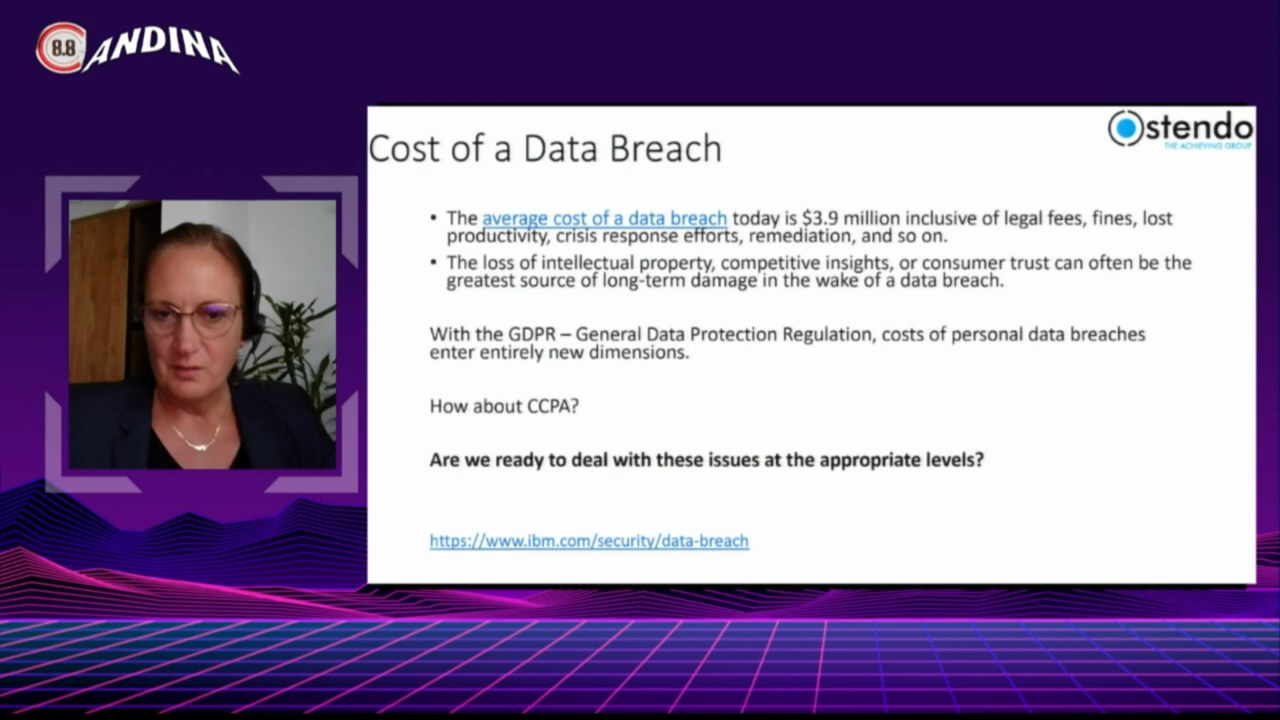 8.8 ANDINA
Cost of a Data Breach
Ostendo
THE ACHIEVING GROUP
• The average cost of a data breach today is $3.9 million inclusive of legal fees, fines, lost
productivity, crisis response efforts, remediation, and so on.
• The loss of intellectual property, competitive insights, or consumer trust can often be the
greatest source of long-term damage in the wake of a data breach.
With the GDPR – General Data Protection Regulation, costs of personal data breaches
enter entirely new dimensions.
How about CCPA?
Are we ready to deal with these issues at the appropriate levels?
https://www.ibm.com/security/data-breach